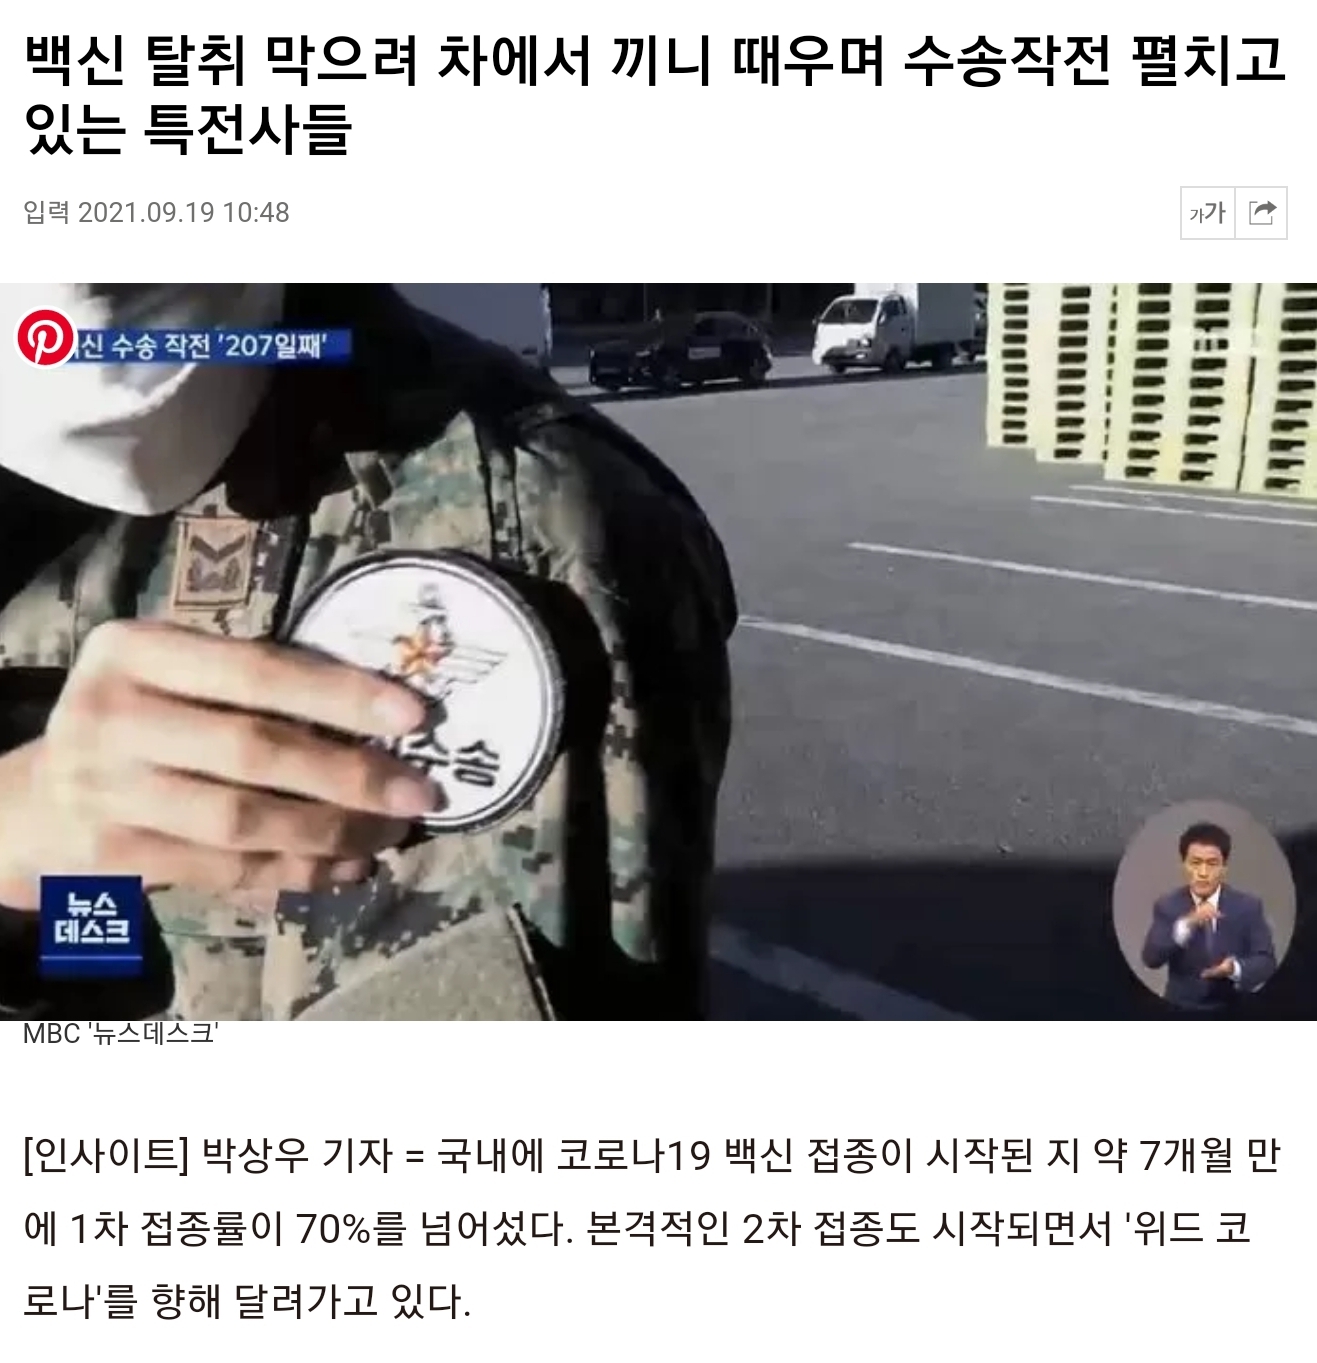 백신 탈취 막으려 차에서 끼니 때우며 수송작전 펼치고
있는 특전사들
입력 2021.09.19 10:48
가가
신 수송 작전 '207일째'
수송
뉴스
데스크
MBC '뉴스데스크'
[인사이트] 박상우 기자 = 국내에 코로나19 백신 접종이 시작된 지 약 7개월 만
에 1차 접종률이 70%를 넘어섰다. 본격적인 2차 접종도 시작되면서 '위드 코
로나'를 향해 달려가고 있다.